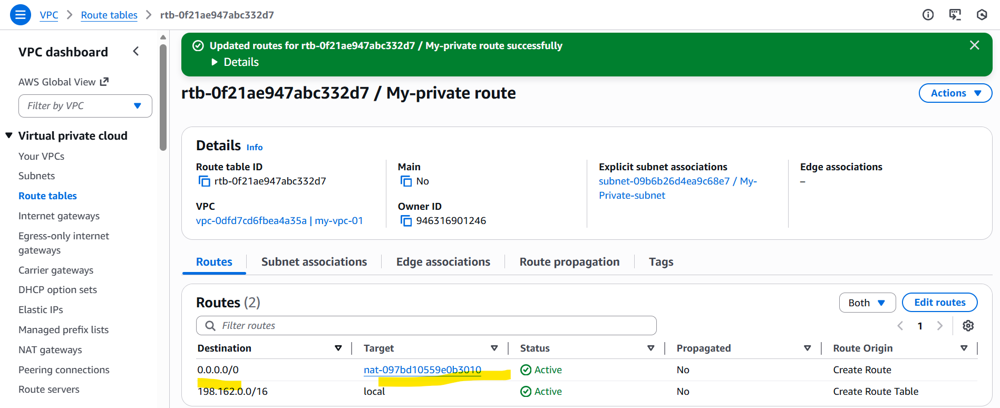 VPC > Route tables > rtb-0f21ae947abc332d7
VPC dashboard
AWS Global View
Filter by VPC
Virtual private cloud
Your VPCs
Subnets
Route tables
Internet gateways
Egress-only internet
gateways
Carrier gateways
DHCP option sets
Elastic IPs
Managed prefix lists
NAT gateways
Peering connections
Route servers
Updated routes for rtb-0f21ae947abc332d7 / My-private route successfully
Details
rtb-0f21ae947abc332d7 / My-private route
Actions
Details Info
Route table ID
rtb-0f21ae947abc332d7
VPC
vpc-0dfd7cd6fbea4a35a | my-vpc-01
Main
No
Owner ID
946316901246
Explicit subnet associations
subnet-09b6b26d4ea9c68e7 / My-
Private-subnet
Edge associations
–
Routes Subnet associations Edge associations Route propagation Tags
Routes (2)
Both Edit routes
Filter routes
1
Destination Target Status Propagated Route Origin
0.0.0.0/0 nat-097bd10559e0b3010 Active No Create Route
198.162.0.0/16 local Active No Create Route Table